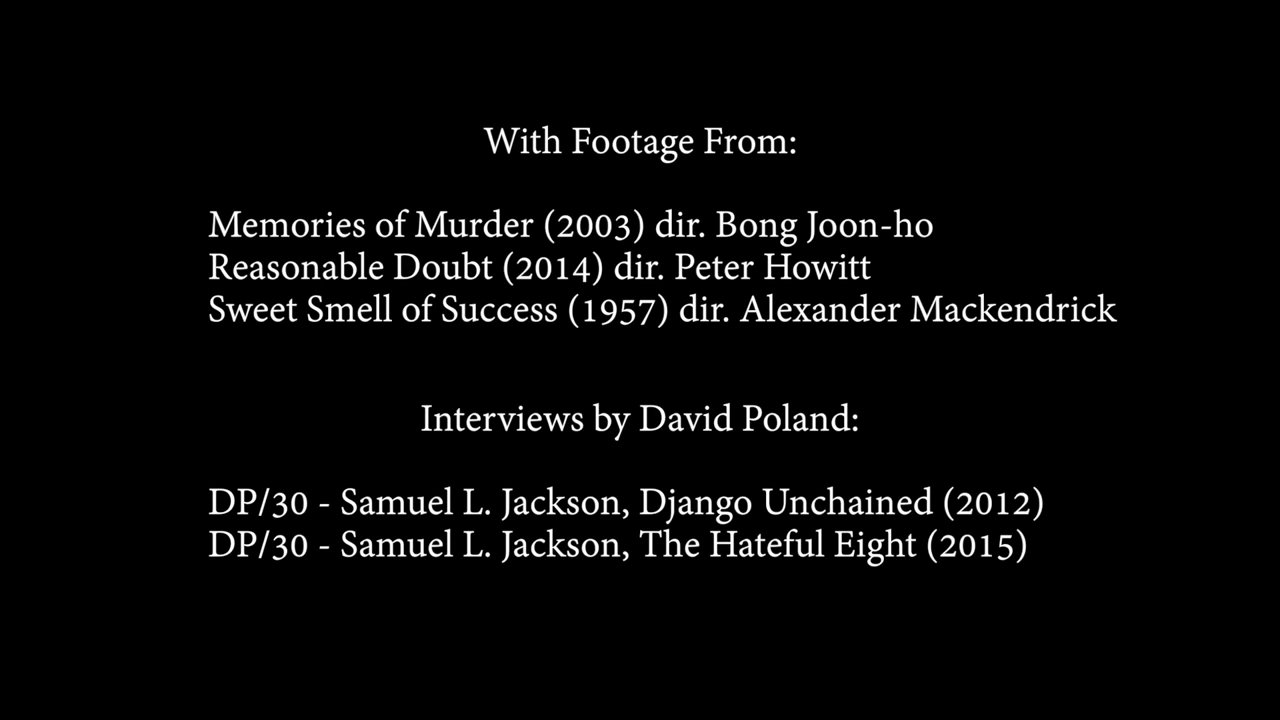 With Footage From:
Memories of Murder (2003) dir. Bong Joon-ho
Reasonable Doubt (2014) dir. Peter Howitt
Sweet Smell of Success (1957) dir. Alexander Mackendrick
Interviews by David Poland:
DP/30 - Samuel L. Jackson, Django Unchained (2012)
DP/30 - Samuel L. Jackson, The Hateful Eight (2015)